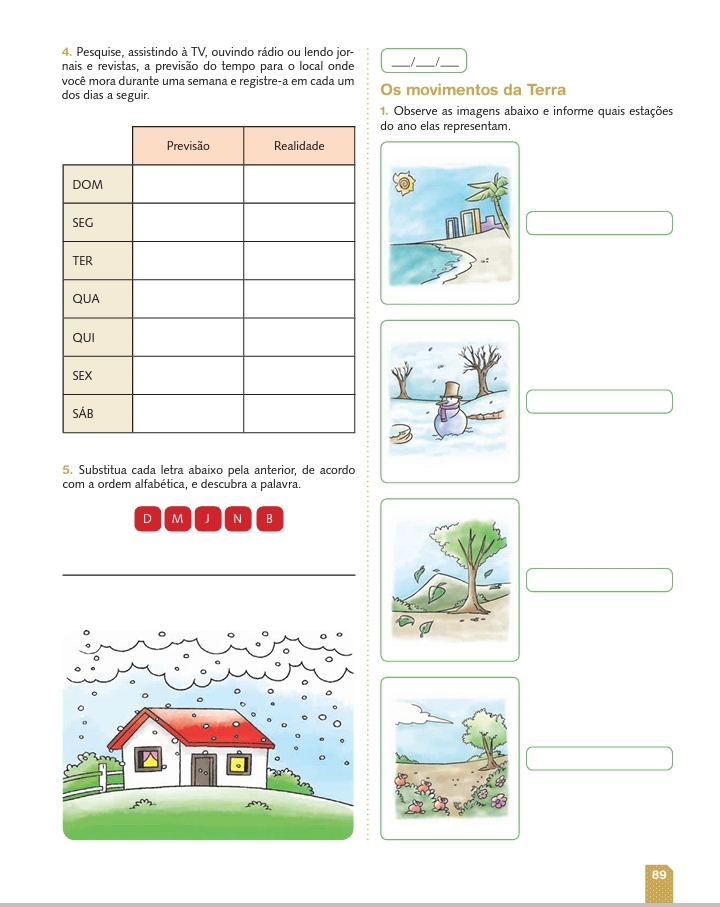 4. Pesquise, assistindo à TV, ouvindo rádio ou lendo jor-
nais e revistas, a previsão do tempo para o local onde
você mora durante uma semana e registre-a em cada um
dos dias a seguir.
Previsão Realidade
DOM
SEG
TER
QUA
QUI
SEX
SÁB
5. Substitua cada letra abaixo pela anterior, de acordo
com a ordem alfabética, e descubra a palavra.
D M J N B
___/___/___
Os movimentos da Terra
1. Observe as imagens abaixo e informe quais estações
do ano elas representam.
89